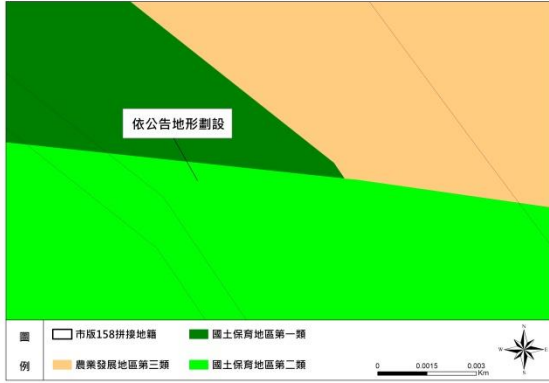 依公告地形劃設
圖例
市版158拼接地籍
國土保育地區第一類
農業發展地區第三類
國土保育地區第二類
N
W
E
S
0 0.0015 0.003
Km